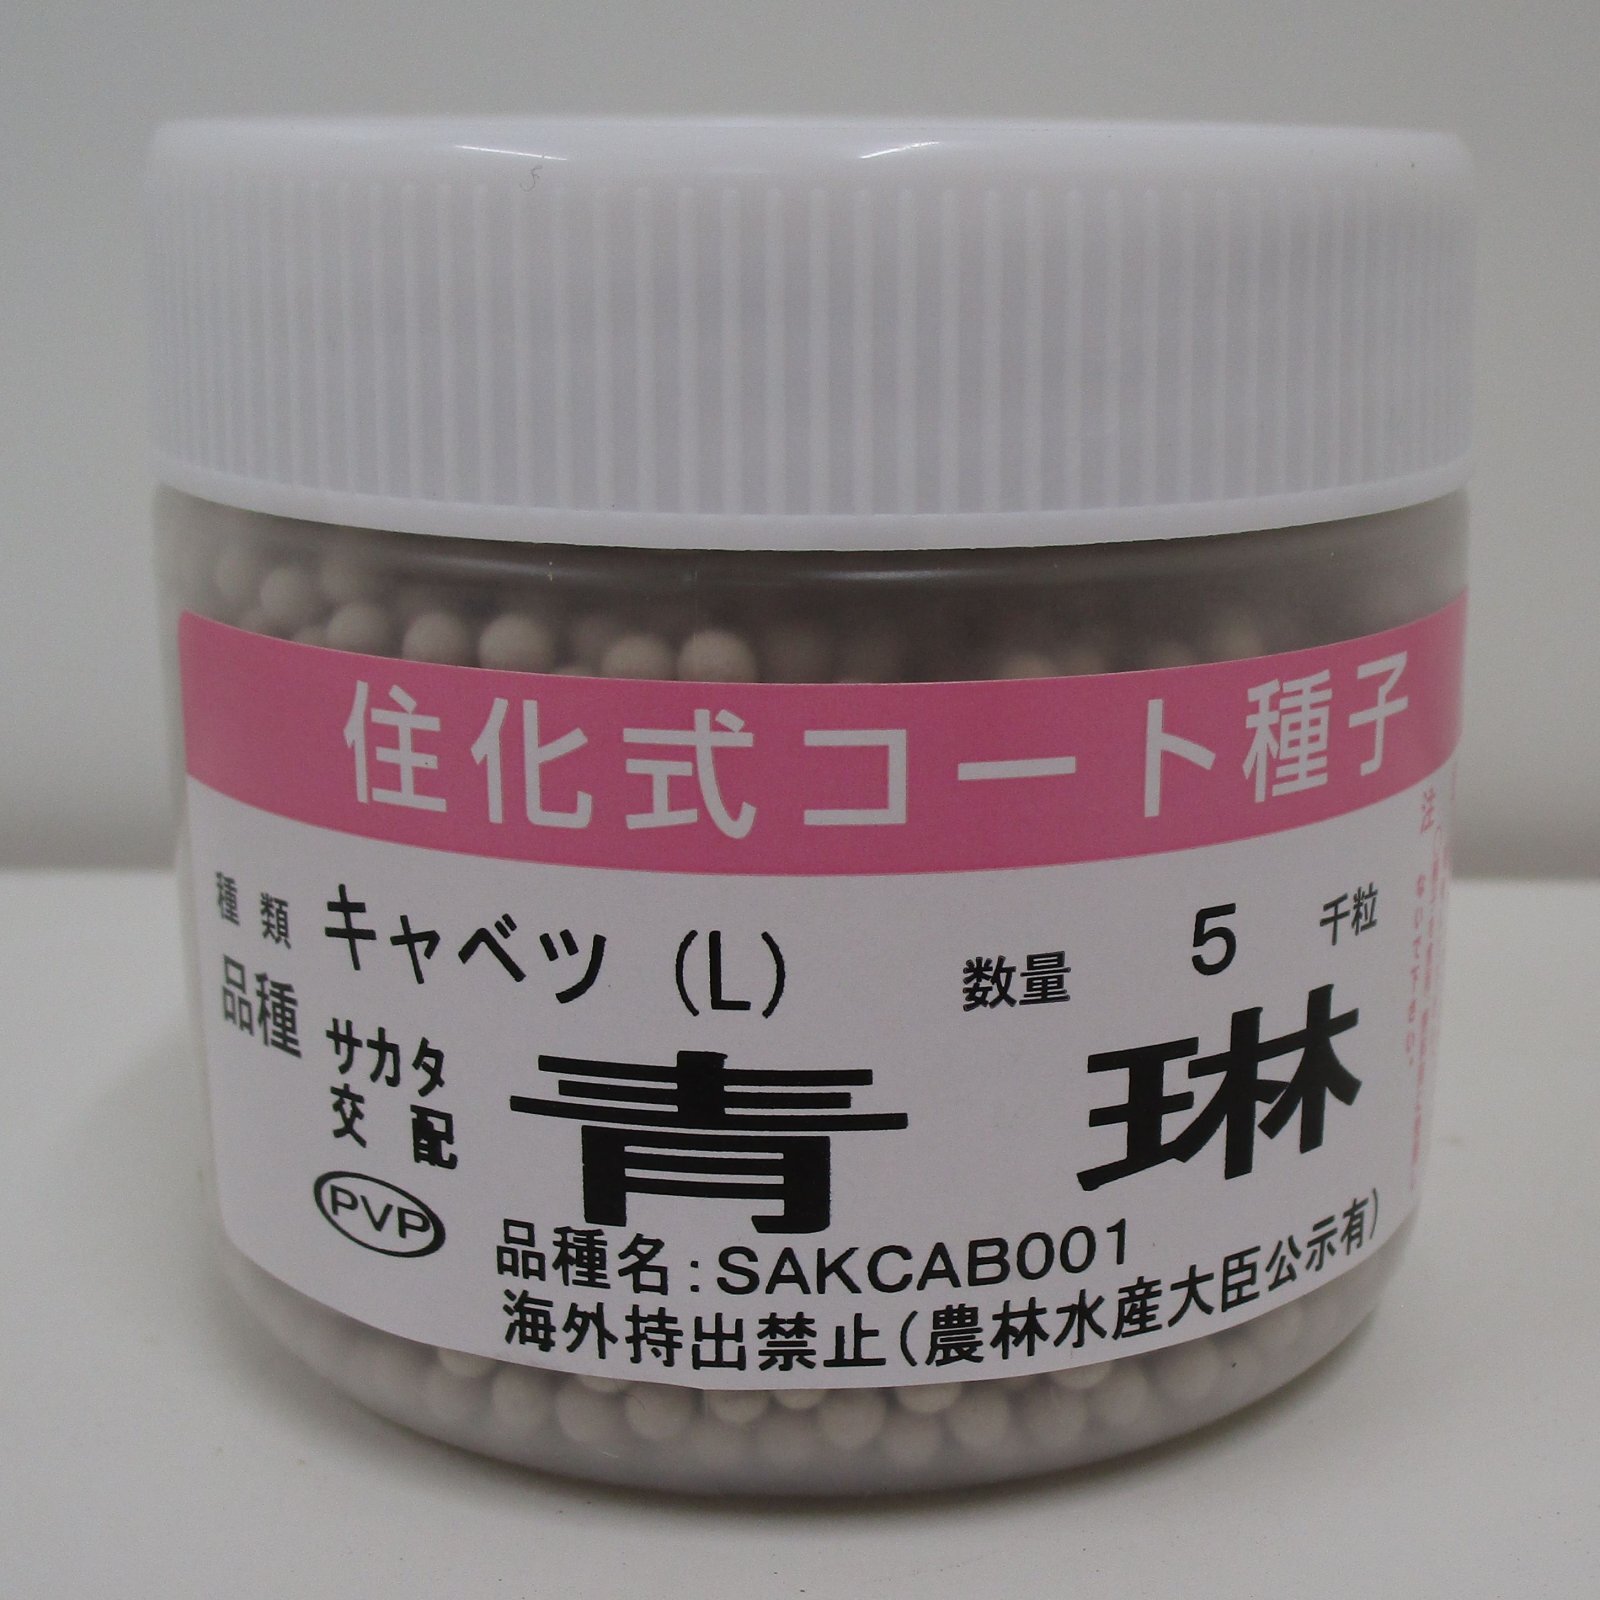 住化式コート種子
種類 キャベツ (L) 数量 5 千粒
品種 サカタ交配 青琳
PVP
品種名:SAKCAB001
海外持出禁止(農林水産大臣公示有)
注